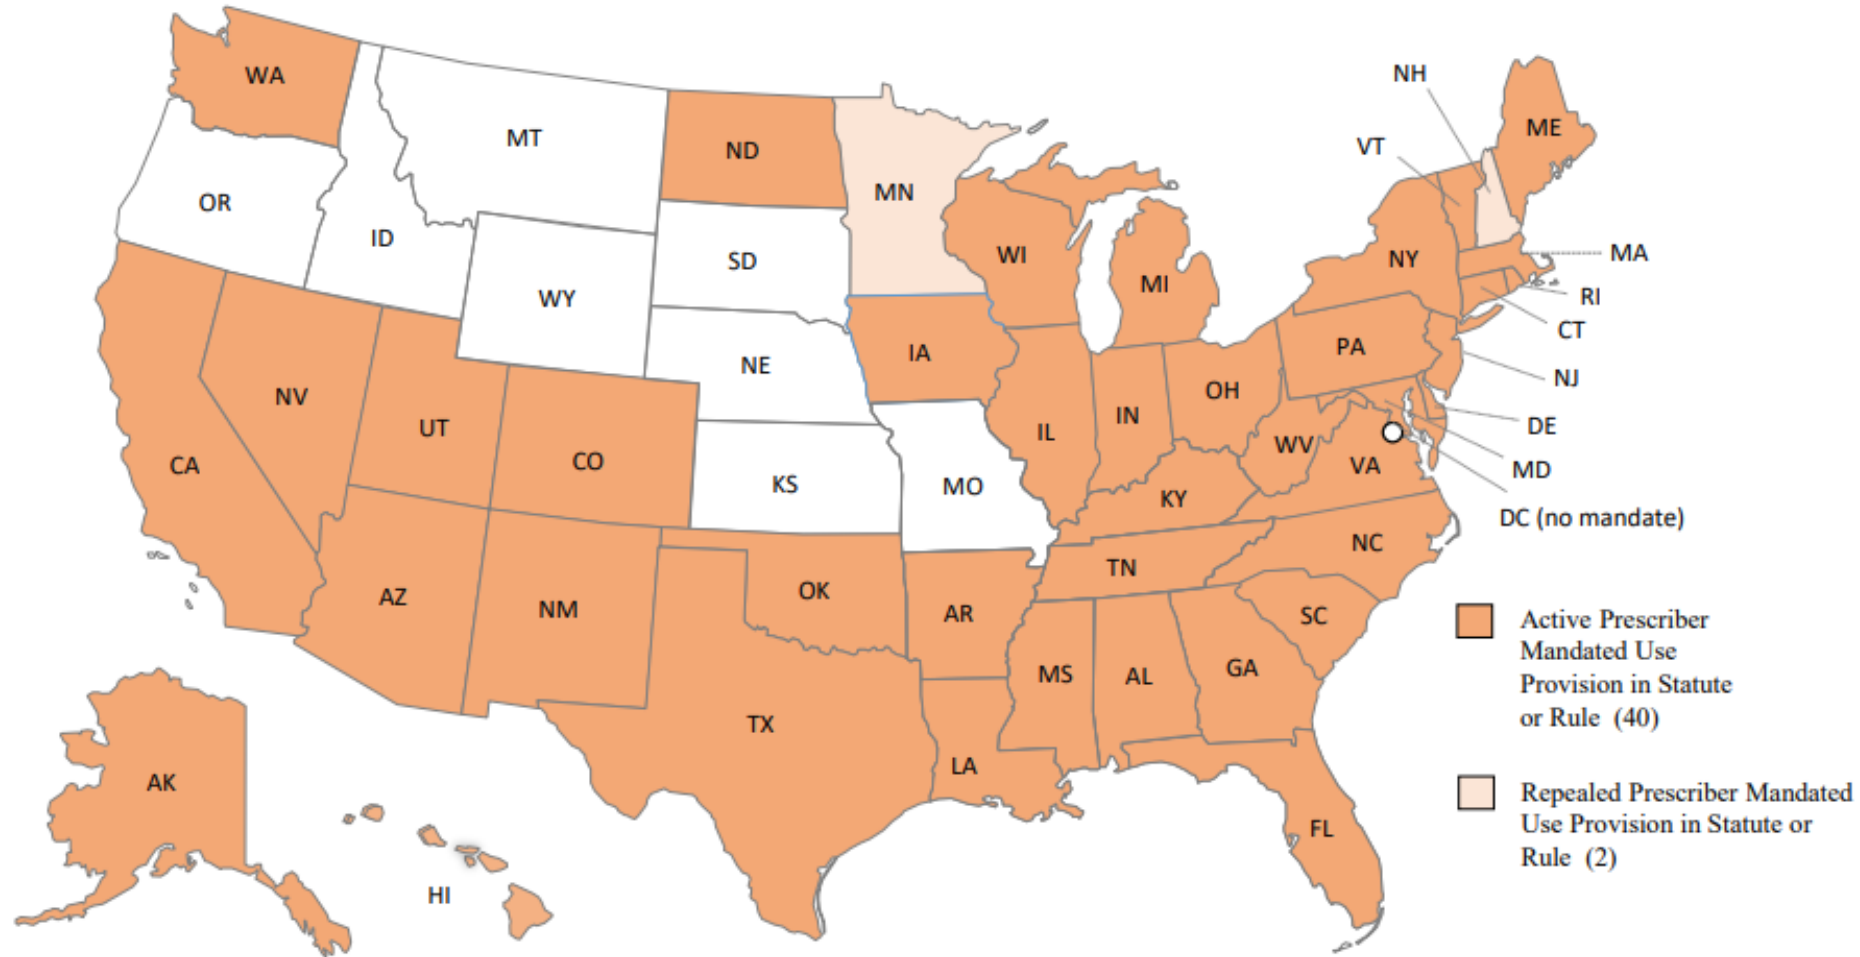 WA
NH
ME
MT
ND
VT
MN
OR
ID
SD
WI
MI
NY
MA
WY
RI
CT
NE
IA
PA
NJ
NV
OH
UT
IL
IN
DE
CA
CO
WV
VA
MD
KS
MO
KY
DC (no mandate)
NC
TN
AZ
NM
OK
AR
SC
MS
AL
GA
TX
LA
AK
FL
HI
Active Prescriber
Mandated Use
Provision in Statute
or Rule (40)
Repealed Prescriber Mandated
Use Provision in Statute or
Rule (2)